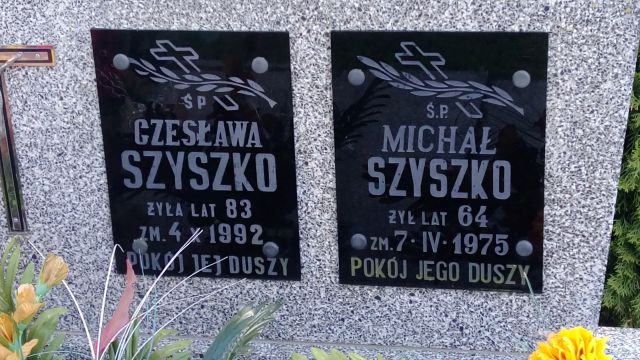 Ś.P.
CZESŁAWA
SZYSZKO
ŻYŁA LAT 83
ZM. 4 X 1992
POKÓJ JEJ DUSZY
Ś.P.
MICHAŁ
SZYSZKO
ŻYŁ LAT 64
ZM. 7·IV·1975
POKÓJ JEGO DUSZY